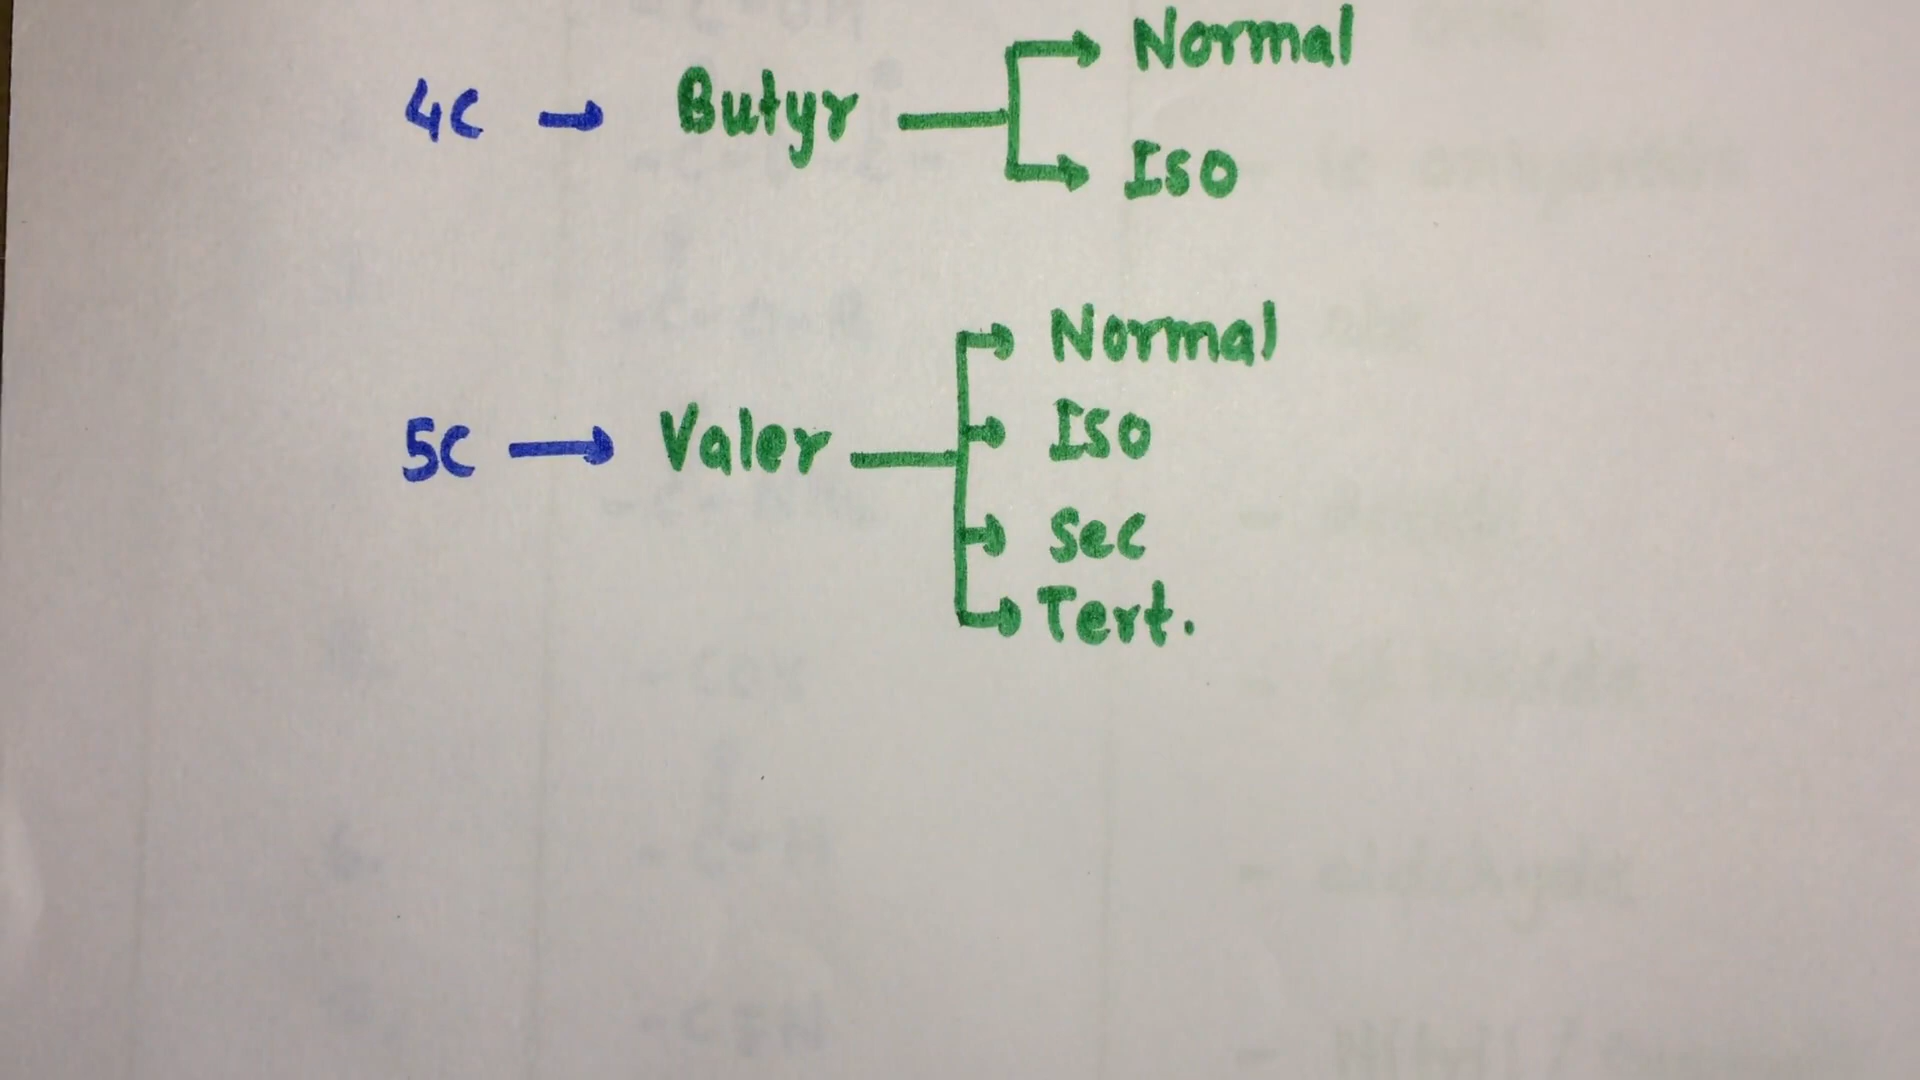 Normal
4C → Butyr
Iso
Normal
Iso
5C → Valer
Sec
Tert.